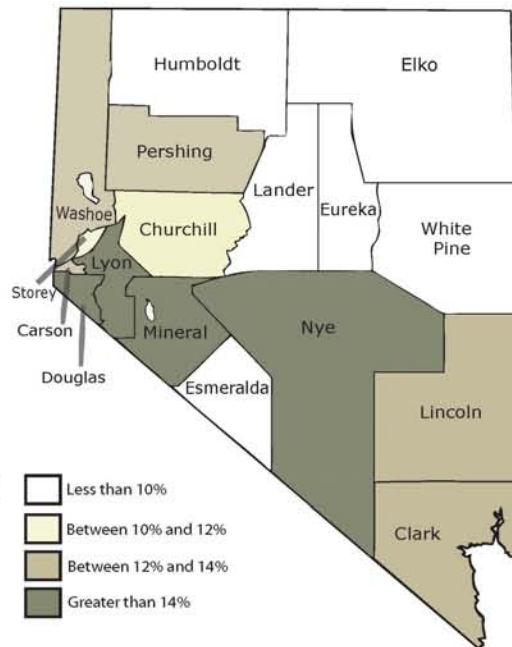 Humboldt
Elko
Pershing
Lander
Eureka
Washoe
Churchill
White
Pine
Lyon
Storey
Carson
Mineral
Nye
Douglas
Esmeralda
Lincoln
Clark
Less than 10%
Between 10% and 12%
Between 12% and 14%
Greater than 14%